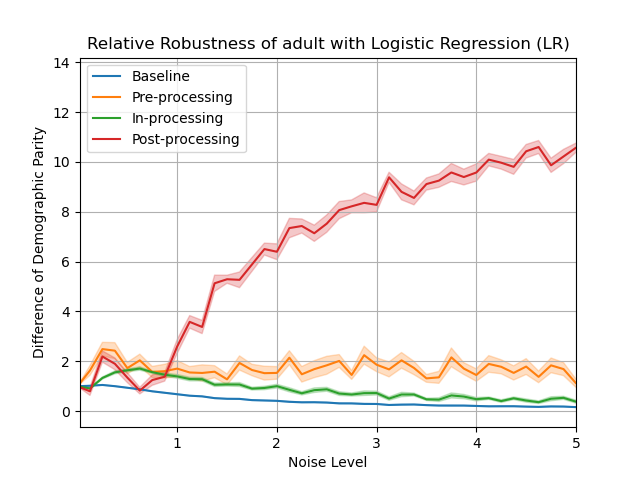 Relative Robustness of adult with Logistic Regression (LR)
14
12
10
8
6
4
2
0
Difference of Demographic Parity
Baseline
Pre-processing
In-processing
Post-processing
1
2
3
4
5
Noise Level